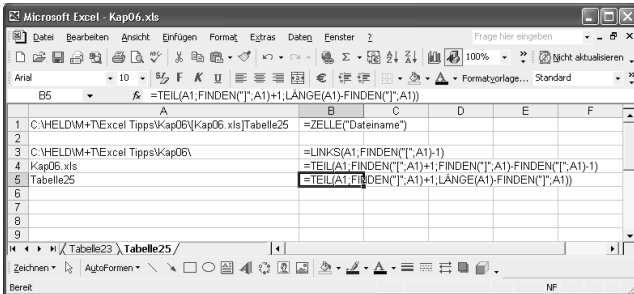 Microsoft Excel - Kap06.xls
Datei Bearbeiten Ansicht Einfügen Format Extras Daten Fenster ? Frage hier eingeben
100% Nicht aktualisieren
Arial 10 F K U € Formatvorlage... Standard
B5 fx =TEIL(A1;FINDEN("]";A1)+1;LÄNGE(A1)-FINDEN("]";A1))
A B C D E F
1 C:\HELD\M+T\Excel Tipps\Kap06\[Kap06.xls]Tabelle25 =ZELLE("Dateiname")
2
3 C:\HELD\M+T\Excel Tipps\Kap06\ =LINKS(A1;FINDEN("[";A1)-1)
4 Kap06.xls =TEIL(A1;FINDEN("[";A1)+1;FINDEN("]";A1)-FINDEN("[";A1)-1)
5 Tabelle25 =TEIL(A1;FINDEN("]";A1)+1;LÄNGE(A1)-FINDEN("]";A1))
6
7
8
9
Tabelle23 Tabelle25
Zeichnen AutoFormen
Bereit NF